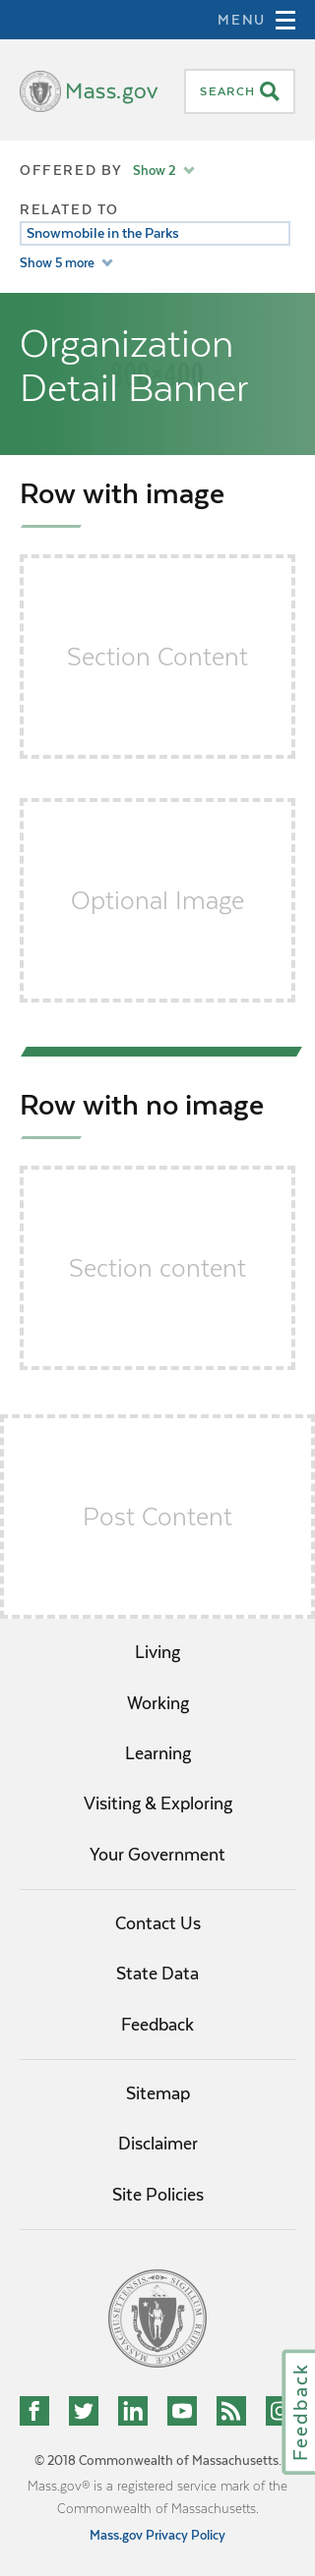 MENU
Mass.gov
SEARCH
OFFERED BY Show 2
RELATED TO
Snowmobile in the Parks
Show 5 more
Organization
Detail Banner
Row with image
Section Content
Optional Image
Row with no image
Section content
Post Content
Living
Working
Learning
Visiting & Exploring
Your Government
Contact Us
State Data
Feedback
Sitemap
Disclaimer
Site Policies
Feedback
© 2018 Commonwealth of Massachusetts.
Mass.gov® is a registered service mark of the
Commonwealth of Massachusetts.
Mass.gov Privacy Policy